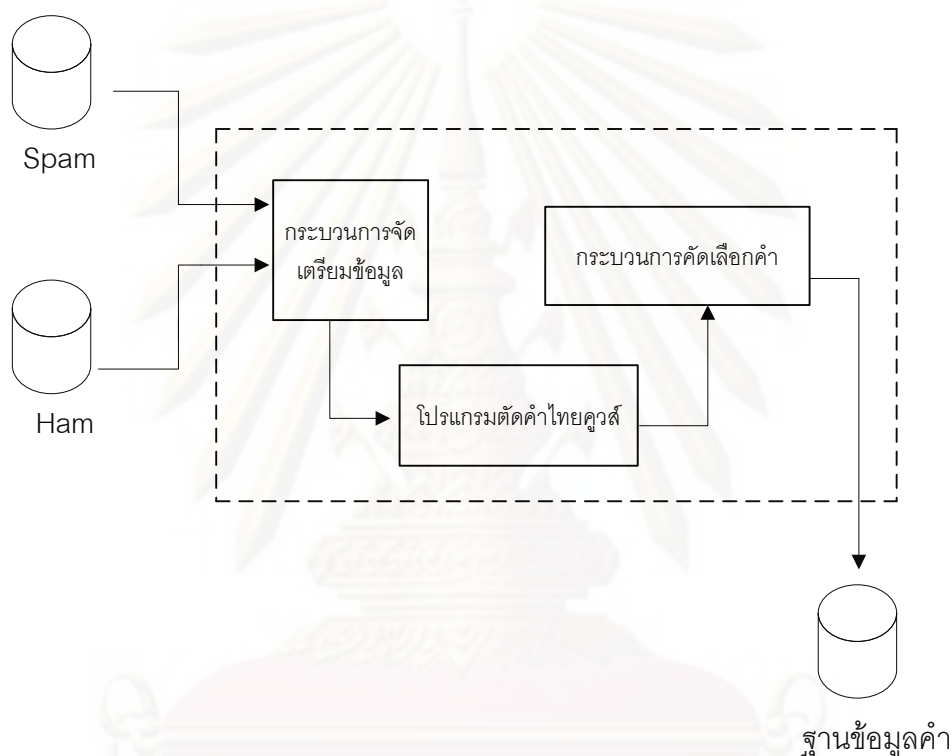 Spam
กระบวนการจัด
เตรียมข้อมูล
กระบวนการคัดเลือกคำ
Ham
โปรแกรมตัดคำไทยคูวส์
ฐานข้อมูลคำ